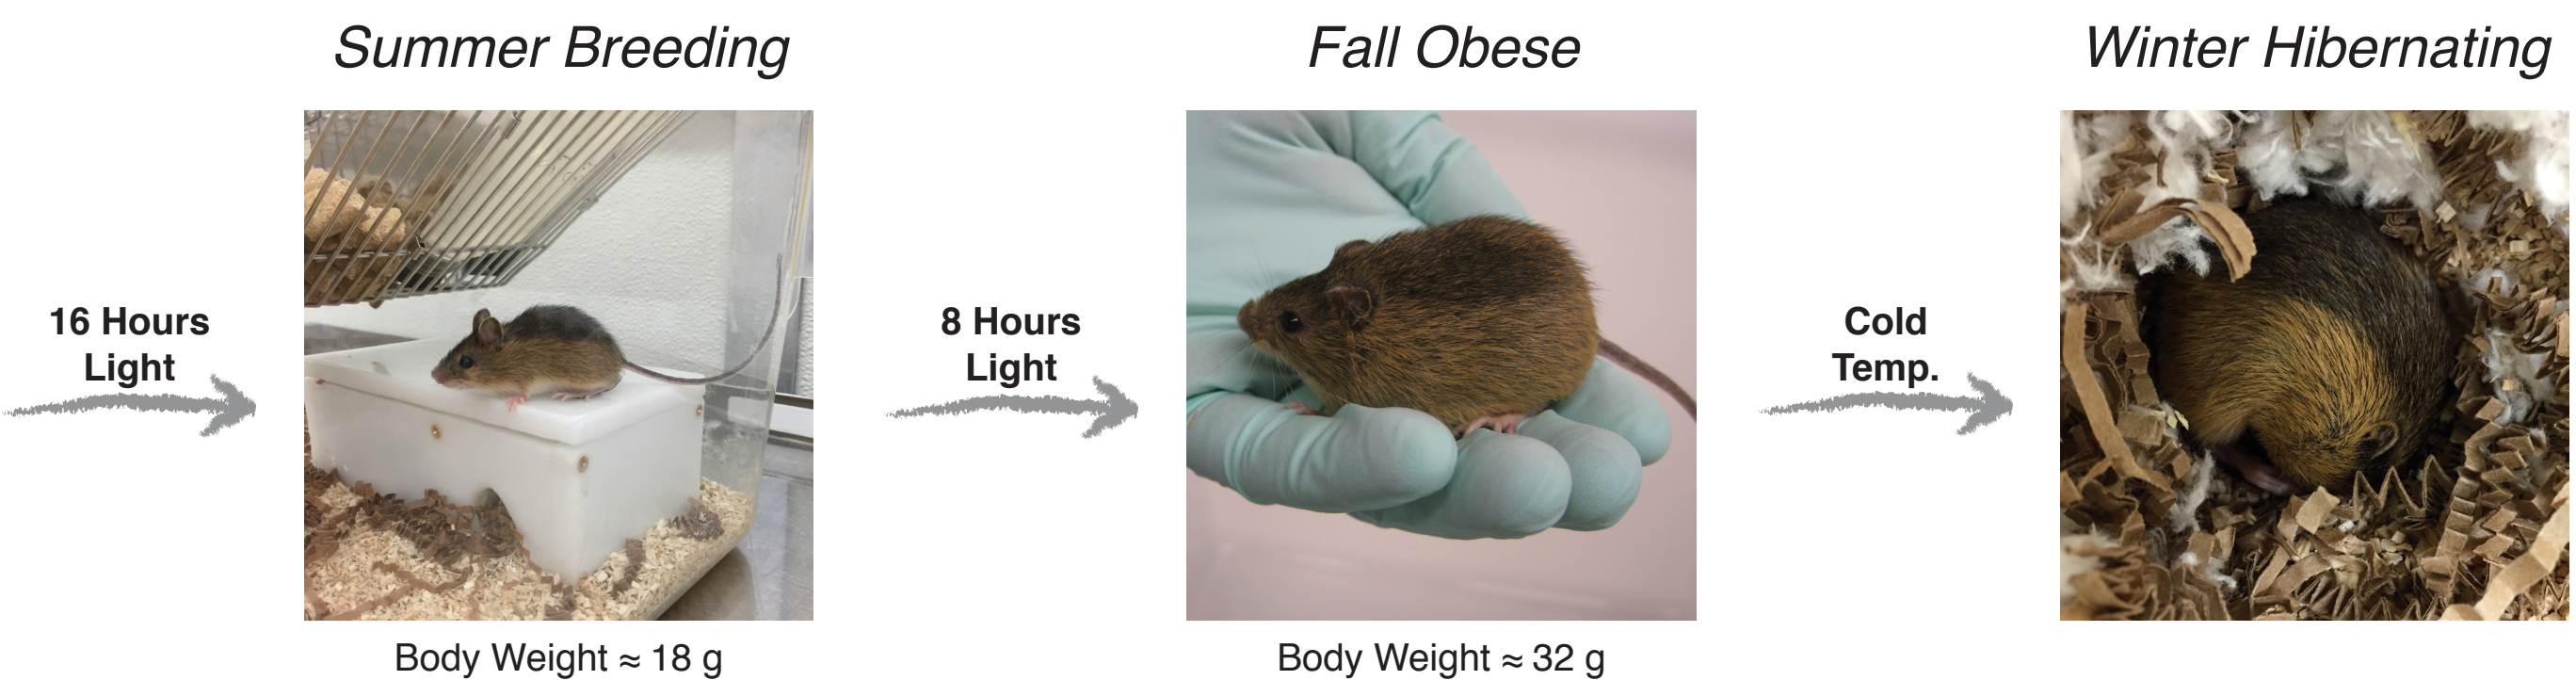 Summer Breeding
Fall Obese
Winter Hibernating
16 Hours
Light
8 Hours
Light
Cold
Temp.
Body Weight ≈ 18 g
Body Weight ≈ 32 g